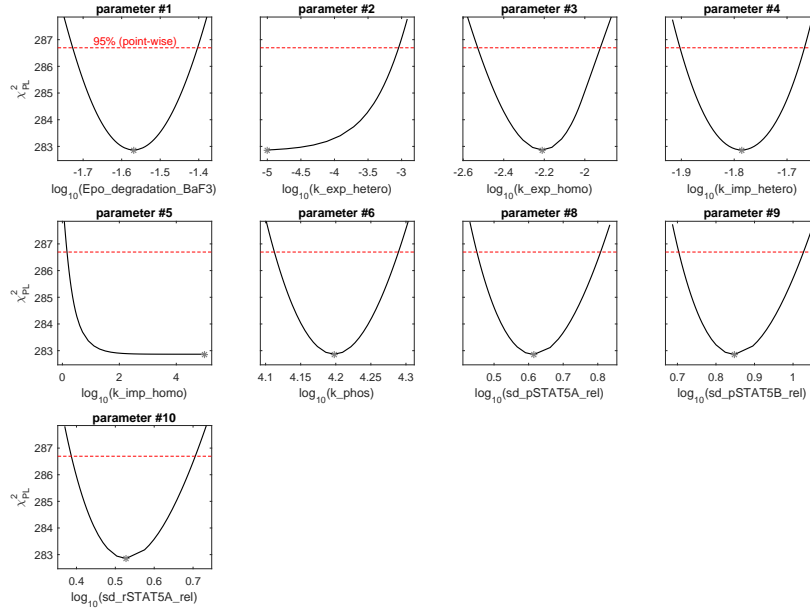 parameter #1
parameter #2
parameter #3
parameter #4
287
286
285
284
283
χ²PL
95% (point-wise)
-1.7 -1.6 -1.5 -1.4
-5 -4.5 -4 -3.5 -3
-2.6 -2.4 -2.2 -2
-1.9 -1.8 -1.7
log10(Epo_degradation_BaF3)
log10(k_exp_hetero)
log10(k_exp_homo)
log10(k_imp_hetero)
parameter #5
parameter #6
parameter #8
parameter #9
287
286
285
284
283
χ²PL
0 2 4
4.1 4.15 4.2 4.25 4.3
0.5 0.6 0.7 0.8
0.7 0.8 0.9 1
log10(k_imp_homo)
log10(k_phos)
log10(sd_pSTAT5A_rel)
log10(sd_pSTAT5B_rel)
parameter #10
287
286
285
284
283
χ²PL
0.4 0.5 0.6 0.7
log10(sd_rSTAT5A_rel)